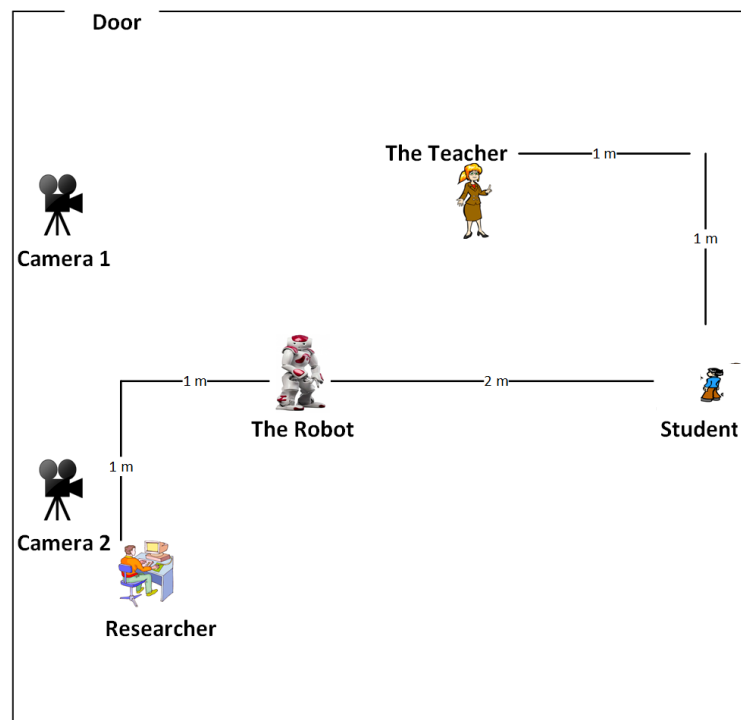 Door
The Teacher
1 m
1 m
Camera 1
1 m
2 m
The Robot
Student
1 m
Camera 2
Researcher